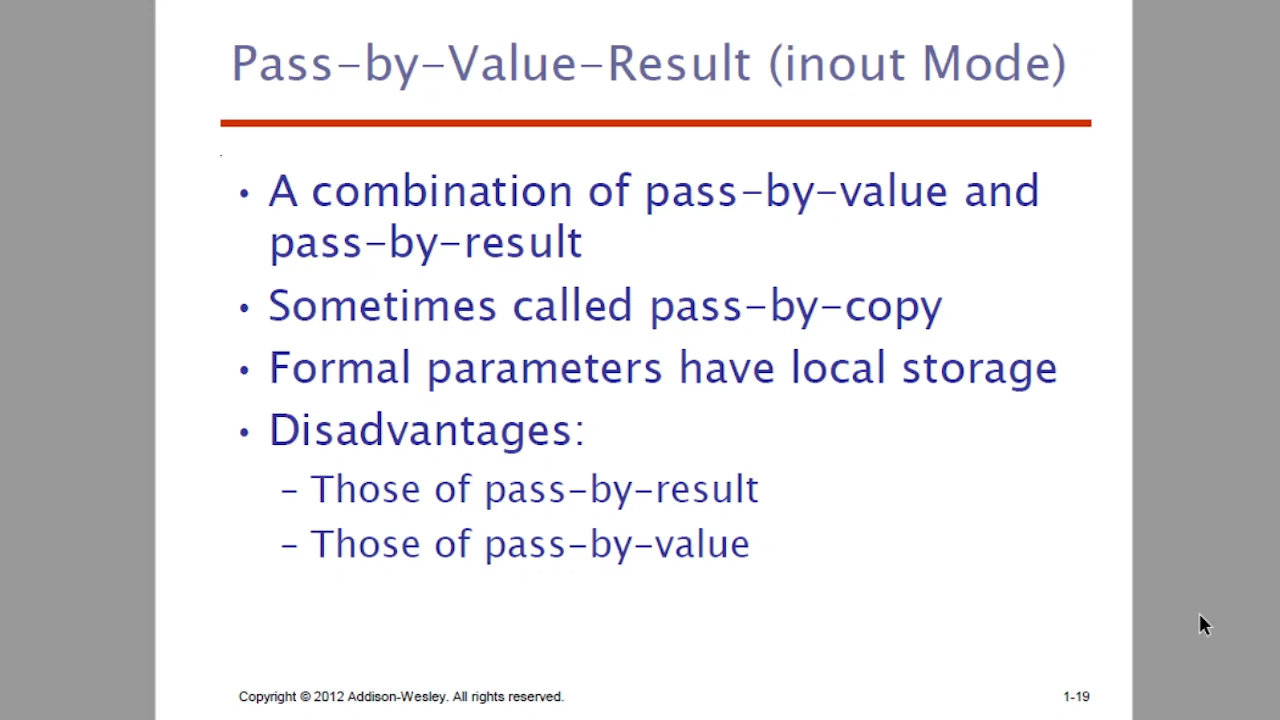 Pass-by-Value-Result (inout Mode)
• A combination of pass-by-value and
pass-by-result
• Sometimes called pass-by-copy
• Formal parameters have local storage
• Disadvantages:
– Those of pass-by-result
– Those of pass-by-value
Copyright © 2012 Addison-Wesley. All rights reserved.
1-19